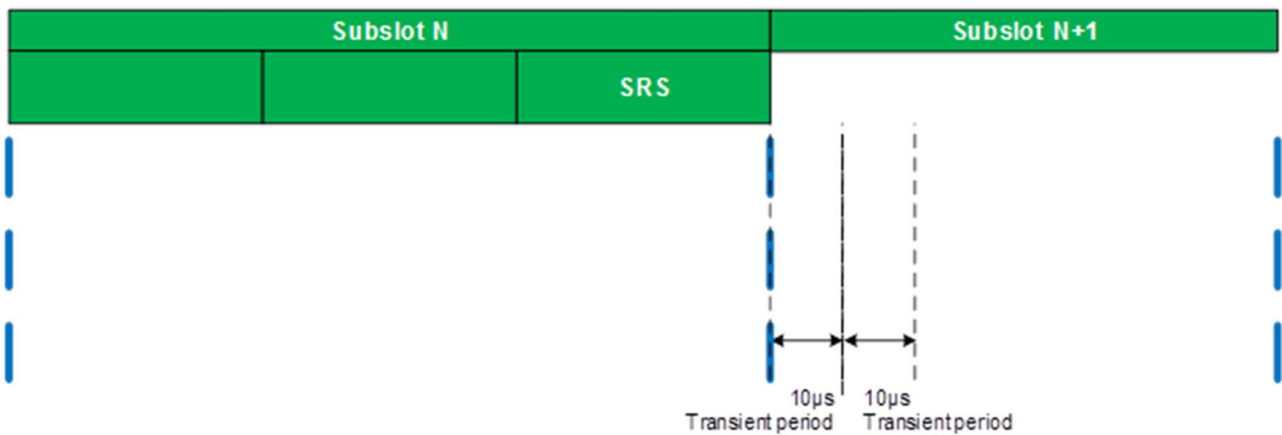 Subslot N
Subslot N+1
SRS
10µs
Transient period
10µs
Transient period